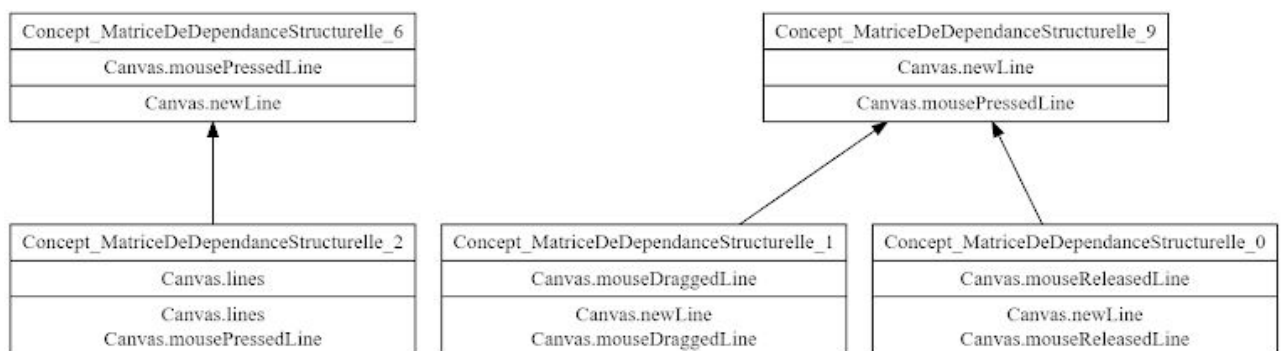 Concept_MatriceDeDependanceStructurelle_6
Canvas.mousePressedLine
Canvas.newLine
Concept_MatriceDeDependanceStructurelle_9
Canvas.newLine
Canvas.mousePressedLine
Concept_MatriceDeDependanceStructurelle_2
Canvas.lines
Canvas.lines
Canvas.mousePressedLine
Concept_MatriceDeDependanceStructurelle_1
Canvas.mouseDraggedLine
Canvas.newLine
Canvas.mouseDraggedLine
Concept_MatriceDeDependanceStructurelle_0
Canvas.mouseReleasedLine
Canvas.newLine
Canvas.mouseReleasedLine